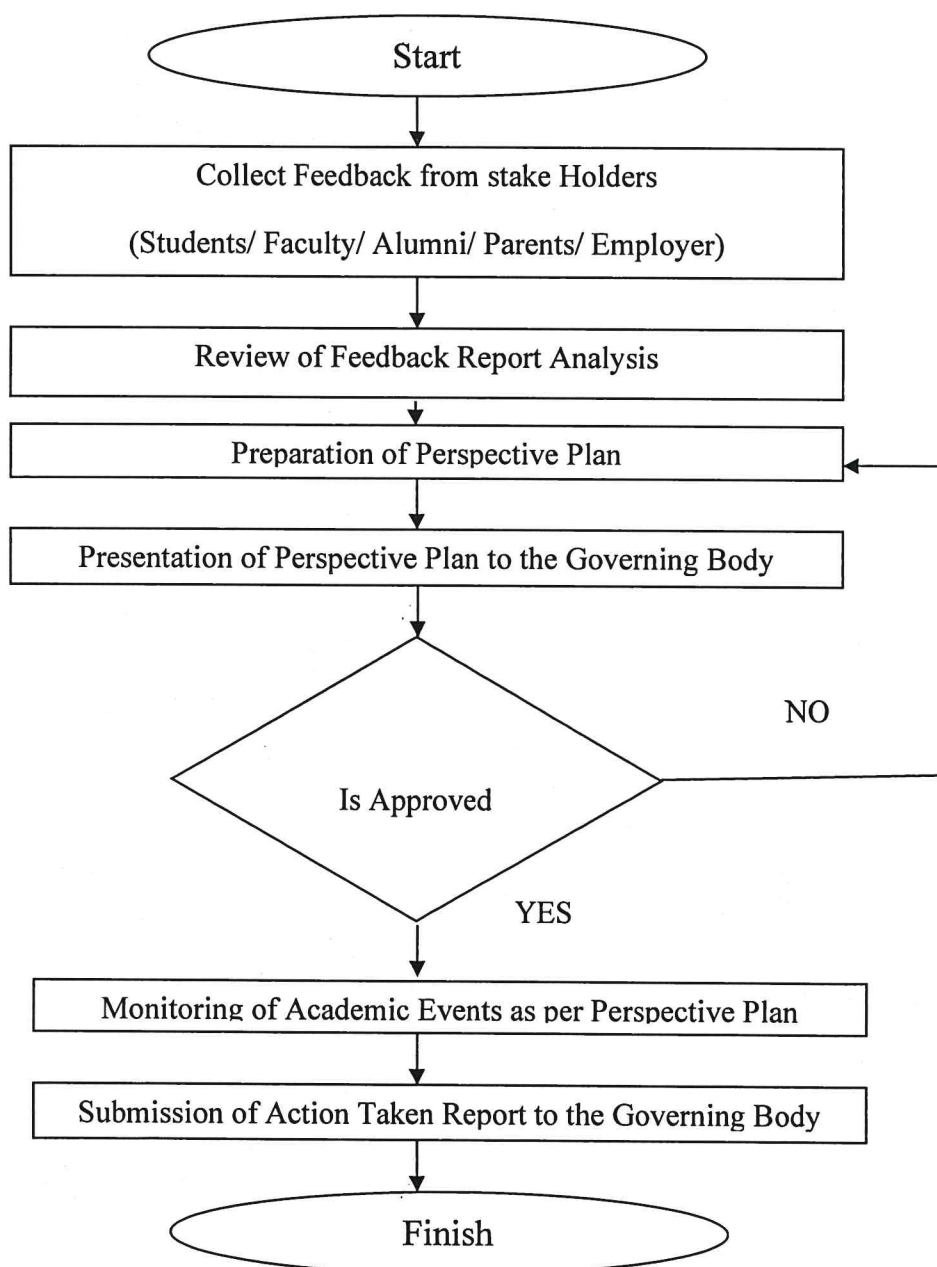 Start
Collect Feedback from stake Holders
(Students/ Faculty/ Alumni/ Parents/ Employer)
Review of Feedback Report Analysis
Preparation of Perspective Plan
Presentation of Perspective Plan to the Governing Body
NO
Is Approved
YES
Monitoring of Academic Events as per Perspective Plan
Submission of Action Taken Report to the Governing Body
Finish